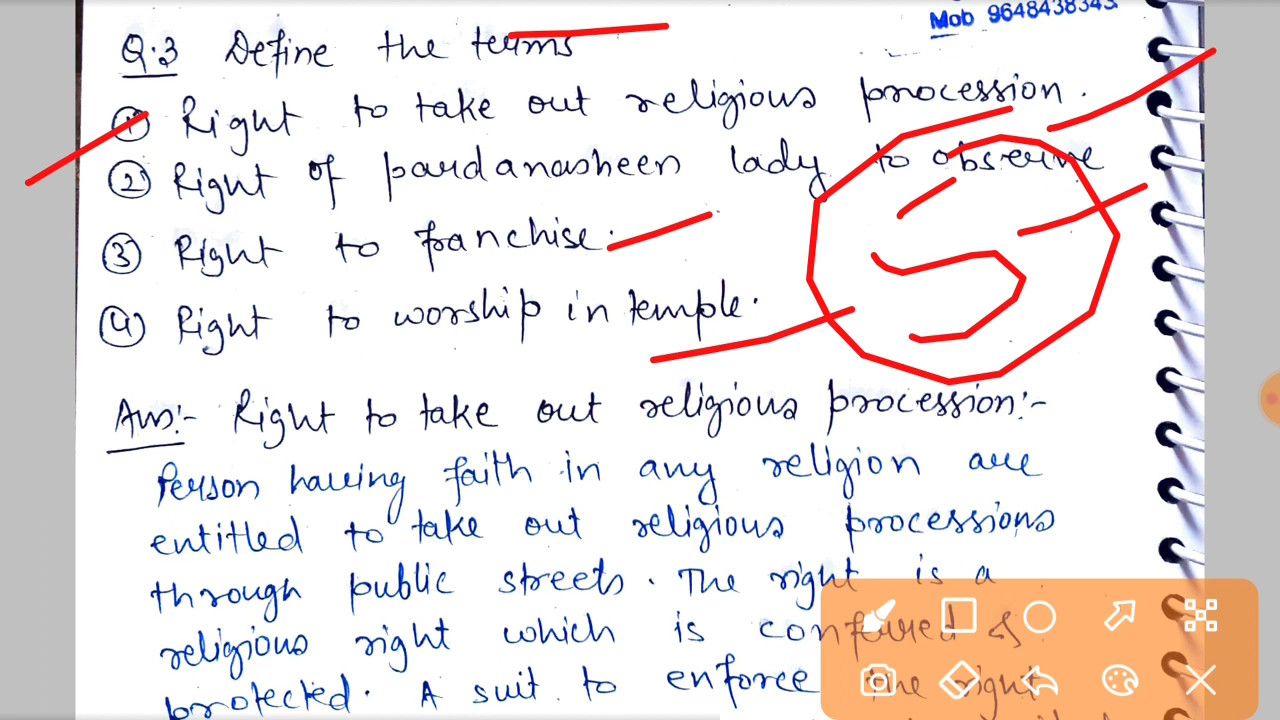 Mob 9648438343.
Q.3 Define the terms
① Right to take out religious procession.
② Right of pardanasheen lady to observe
③ Right to franchise.
④ Right to worship in temple.
5
Ans:- Right to take out religious procession:-
Person having faith in any religion are
entitled to take out religious processions
through public streets. The right is a
religious right which is conferred &
protected. A suit to enforce the right